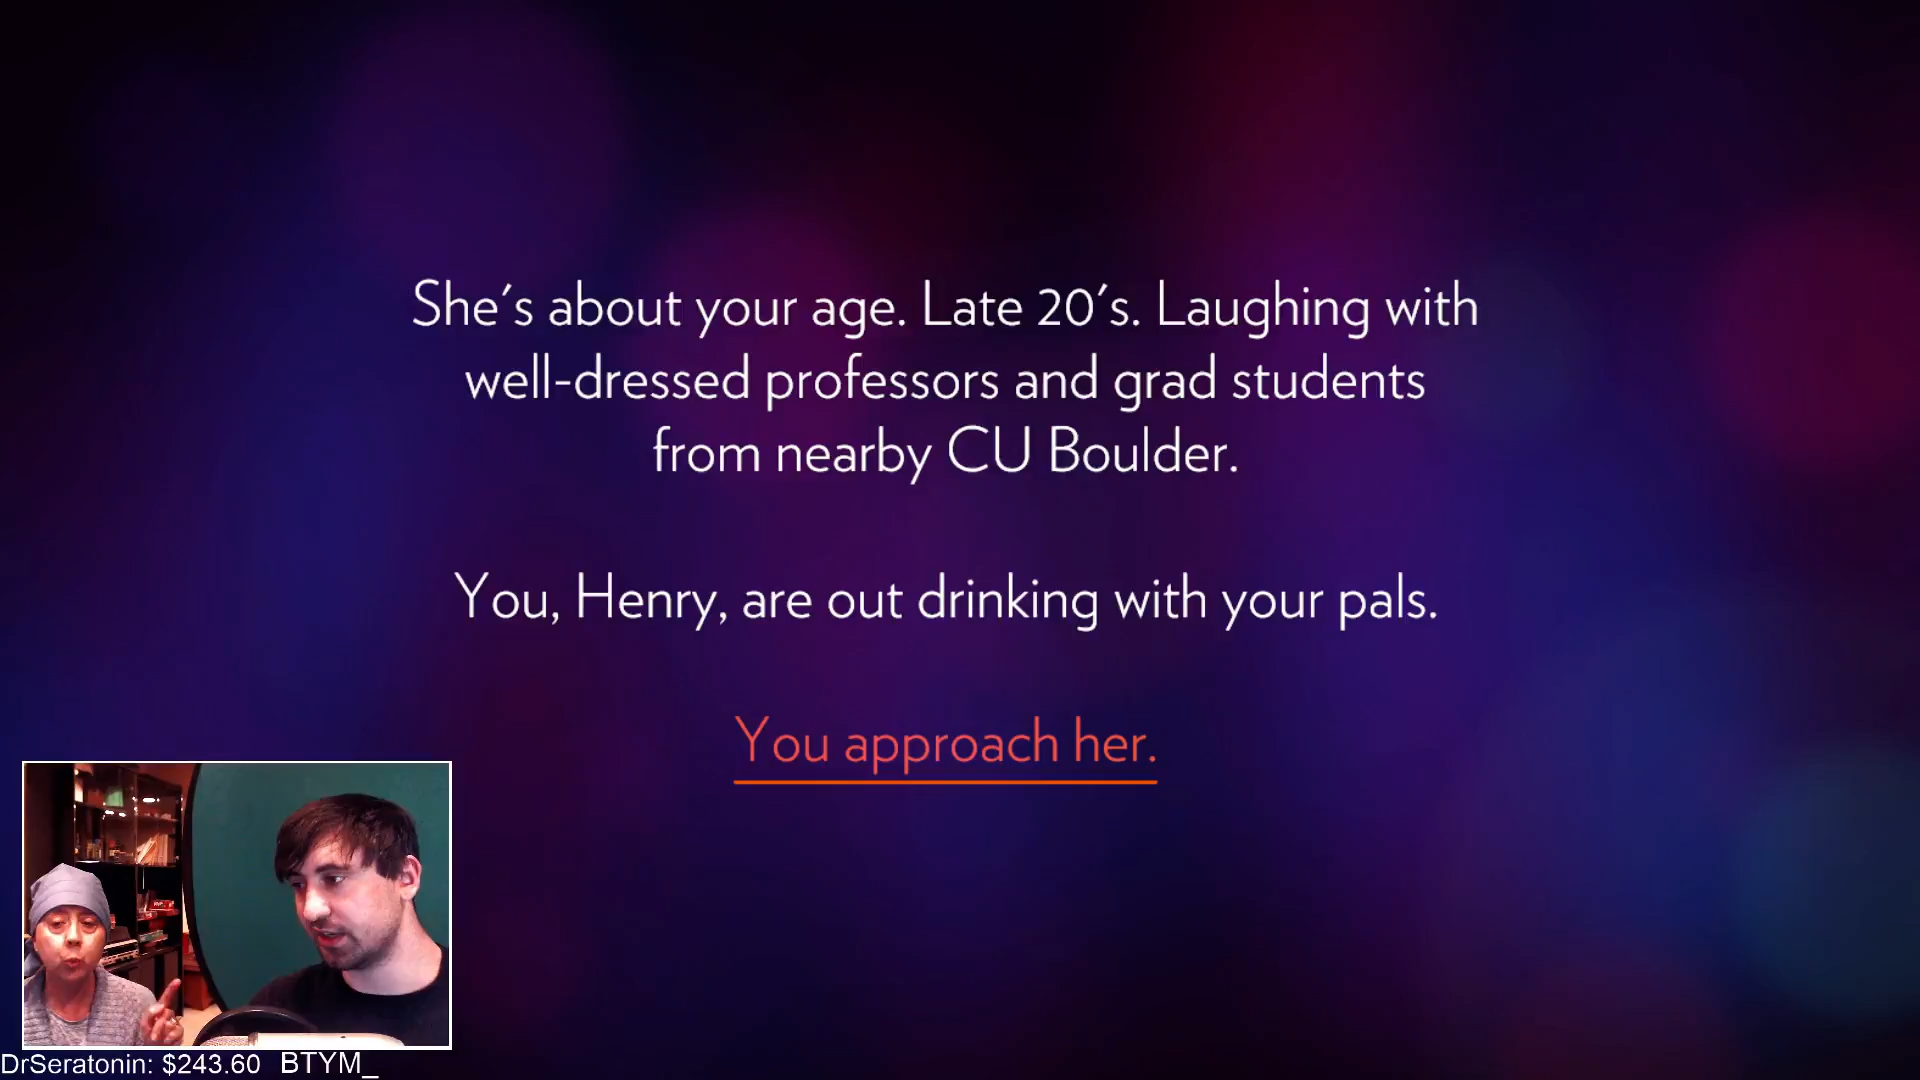 She's about your age. Late 20's. Laughing with
well-dressed professors and grad students
from nearby CU Boulder.
You, Henry, are out drinking with your pals.
You approach her.
DrSeratonin: $243.60 BTYM_